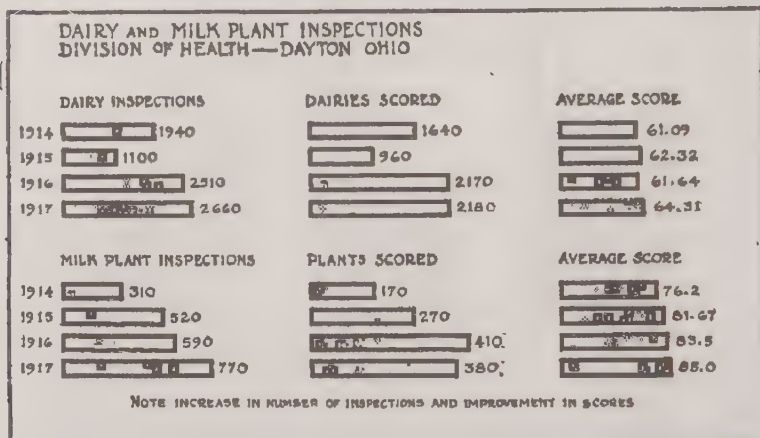 DAIRY AND MILK PLANT INSPECTIONS
DIVISION OF HEALTH—DAYTON OHIO
DAIRY INSPECTIONS DAIRIES SCORED AVERAGE SCORE
1914 1940 1640 61.09
1915 1100 960 62.32
1916 2510 2170 61.64
1917 2660 2180 64.31
MILK PLANT INSPECTIONS PLANTS SCORED AVERAGE SCORE
1914 310 170 76.2
1915 520 270 81.67
1916 590 410
83.5
1917 770 380 85.0
NOTE INCREASE IN NUMBER OF INSPECTIONS AND IMPROVEMENT IN SCORES